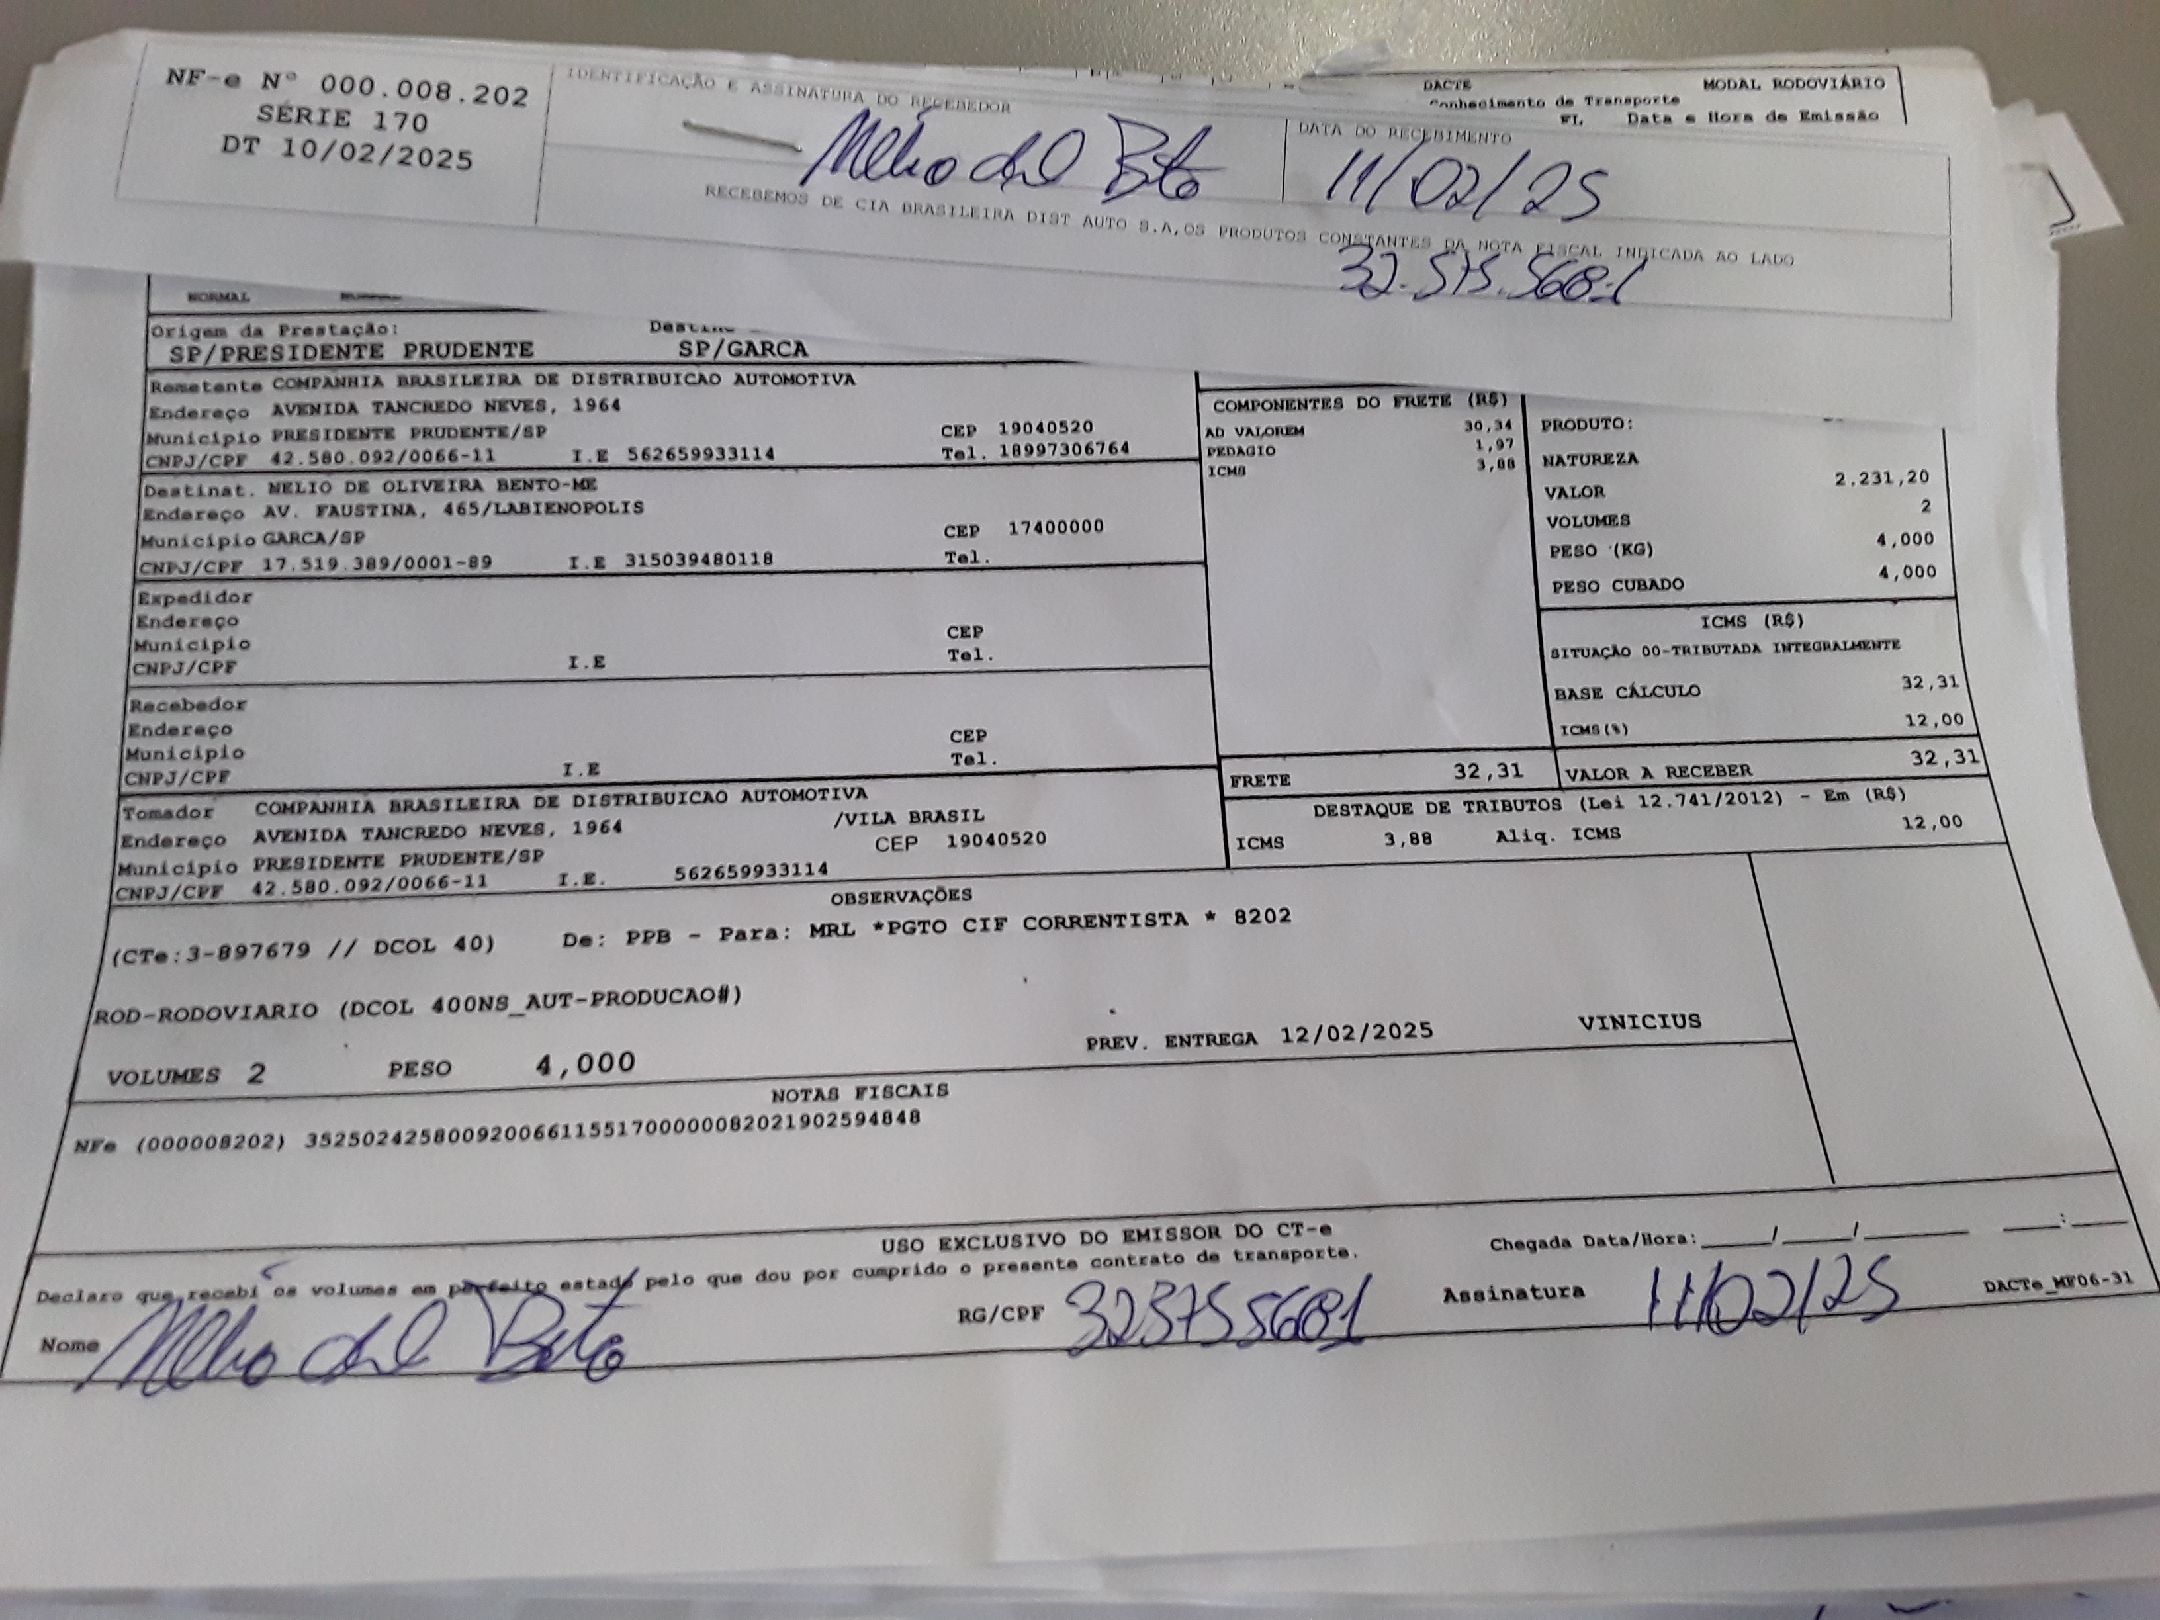 NF-e Nº 000.008.202
SÉRIE 170
DT 10/02/2025
IDENTIFICAÇÃO E ASSINATURA DO RECEBEDOR
DATA DO RECEBIMENTO
11/02/25
RECEBEMOS DE CIA BRASILEIRA DIST AUTO S.A,OS PRODUTOS CONSTANTES DA NOTA FISCAL INDICADA AO LADO
32.575.568-1
DACTE MODAL RODOVIÁRIO
Conhecimento de Transporte
FL Data e Hora de Emissão
NORMAL
Origem da Prestação:
SP/PRESIDENTE PRUDENTE SP/GARCA
Remetente COMPANHIA BRASILEIRA DE DISTRIBUICAO AUTOMOTIVA
Endereço AVENIDA TANCREDO NEVES, 1964
Município PRESIDENTE PRUDENTE/SP CEP 19040520
CNPJ/CPF 42.580.092/0066-11 I.E 562659933114 Tel. 18997306764
Destinat. NELIO DE OLIVEIRA BENTO-ME
Endereço AV. FAUSTINA, 465/LABIENOPOLIS
Município GARCA/SP CEP 17400000
CNPJ/CPF 17.519.389/0001-89 I.E 315039480118 Tel.
Expedidor
Endereço
Município CEP
CNPJ/CPF I.E Tel.
Recebedor
Endereço
Município CEP
CNPJ/CPF I.E Tel.
Tomador COMPANHIA BRASILEIRA DE DISTRIBUICAO AUTOMOTIVA
Endereço AVENIDA TANCREDO NEVES, 1964 /VILA BRASIL
Município PRESIDENTE PRUDENTE/SP CEP 19040520
CNPJ/CPF 42.580.092/0066-11 I.E. 562659933114
COMPONENTES DO FRETE (R$)
AD VALOREM 30,34
PEDAGIO 1,97
ICMS 3,88
PRODUTO:
NATUREZA
VALOR 2.231,20
VOLUMES 2
PESO (KG) 4,000
PESO CUBADO 4,000
ICMS (R$)
SITUAÇÃO 00-TRIBUTADA INTEGRALMENTE
BASE CÁLCULO 32,31
ICMS(%) 12,00
FRETE 32,31 VALOR A RECEBER 32,31
DESTAQUE DE TRIBUTOS (Lei 12.741/2012) - Em (R$)
ICMS 3,88 Aliq. ICMS 12,00
OBSERVAÇÕES
(CTe:3-897679 // DCOL 40) De: PPB - Para: MRL *PGTO CIF CORRENTISTA * 8202
ROD-RODOVIARIO (DCOL 400NS_AUT-PRODUCAO#)
PREV. ENTREGA 12/02/2025 VINICIUS
VOLUMES 2 PESO 4,000
NOTAS FISCAIS
NFe (000008202) 35250242580092006611551700000082021902594848
USO EXCLUSIVO DO EMISSOR DO CT-e
Declaro que recebi os volumes em perfeito estado pelo que dou por cumprido o presente contrato de transporte.
Chegada Data/Hora:_____/_____/_______ ___:___
Nome RG/CPF 325755681 Assinatura 11/02/25
DACTe_MF06-31